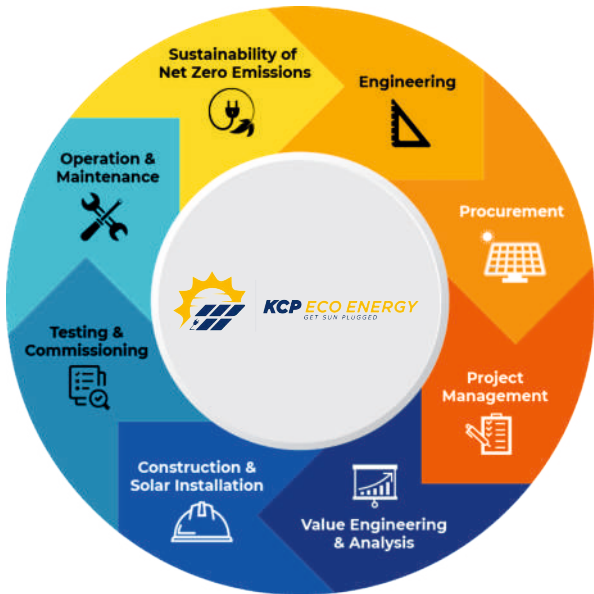 Sustainability of
Net Zero Emissions
Engineering
Procurement
Project
Management
Value Engineering
& Analysis
Construction &
Solar Installation
Testing &
Commissioning
Operation &
Maintenance
KCP ECO ENERGY
GET SUN PLUGGED